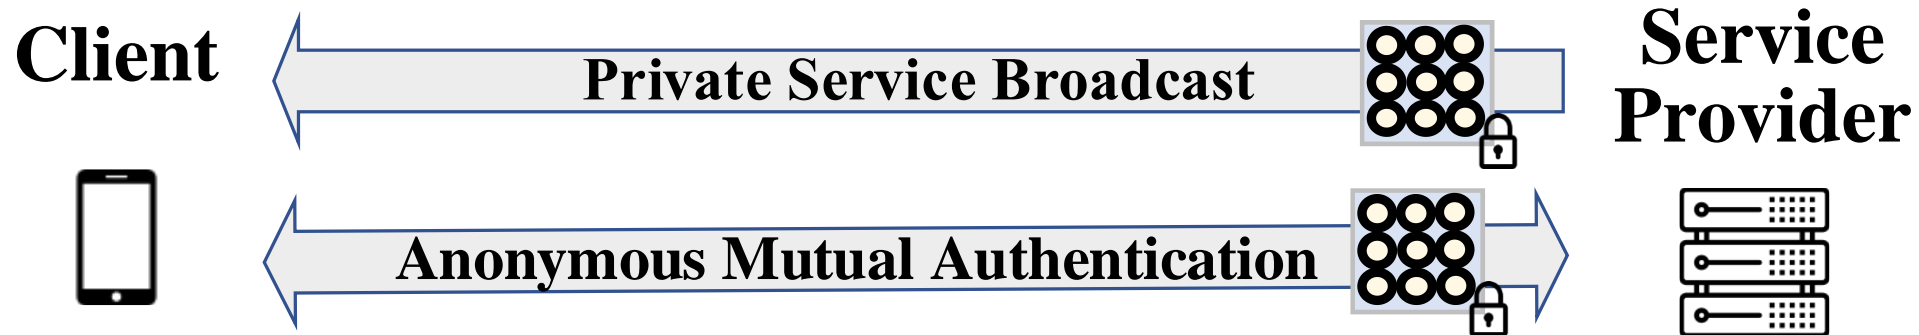 Client
Private Service Broadcast
Service
Provider
Anonymous Mutual Authentication